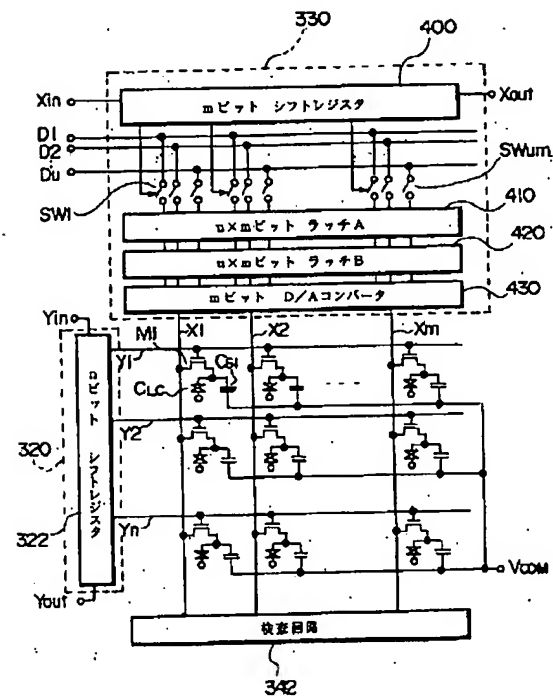 330
400
Xin
mビット シフトレジスタ
Xout
D1
D2
Du
SW1
SWum
410
u×mビット ラッチA
420
u×mビット ラッチB
430
mビット D/Aコンバータ
Yin
M1
X1
X2
Xm
Y1
CS1
CLC
320
nビット シフトレジスタ
Y2
322
Yn
VCOM
Yout
検査回路
342